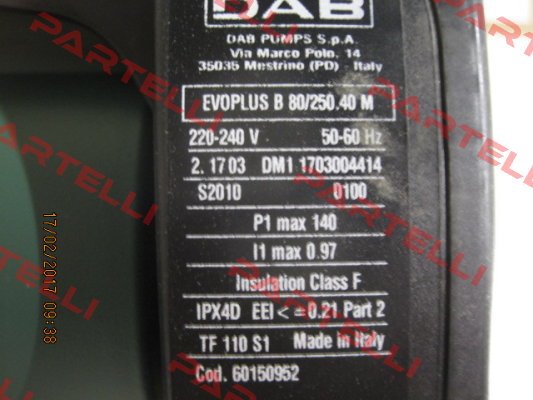 DAB
DAB PUMPS S.p.A.
Via Marco Polo, 14
35035 Mestrino (PD) - Italy
EVOPLUS B 80/250.40 M
220-240 V 50-60 Hz
2. 1703 DM1 1703004414
S2010 0100
P1 max 140
I1 max 0.97
Insulation Class F
IPX4D EEI < = 0.21 Part 2
TF 110 S1 Made in Italy
Cod. 60150952
17/02/2017 09:38
PARTELLI
PARTELLI
PARTELLI
PARTELLI
PARTELLI